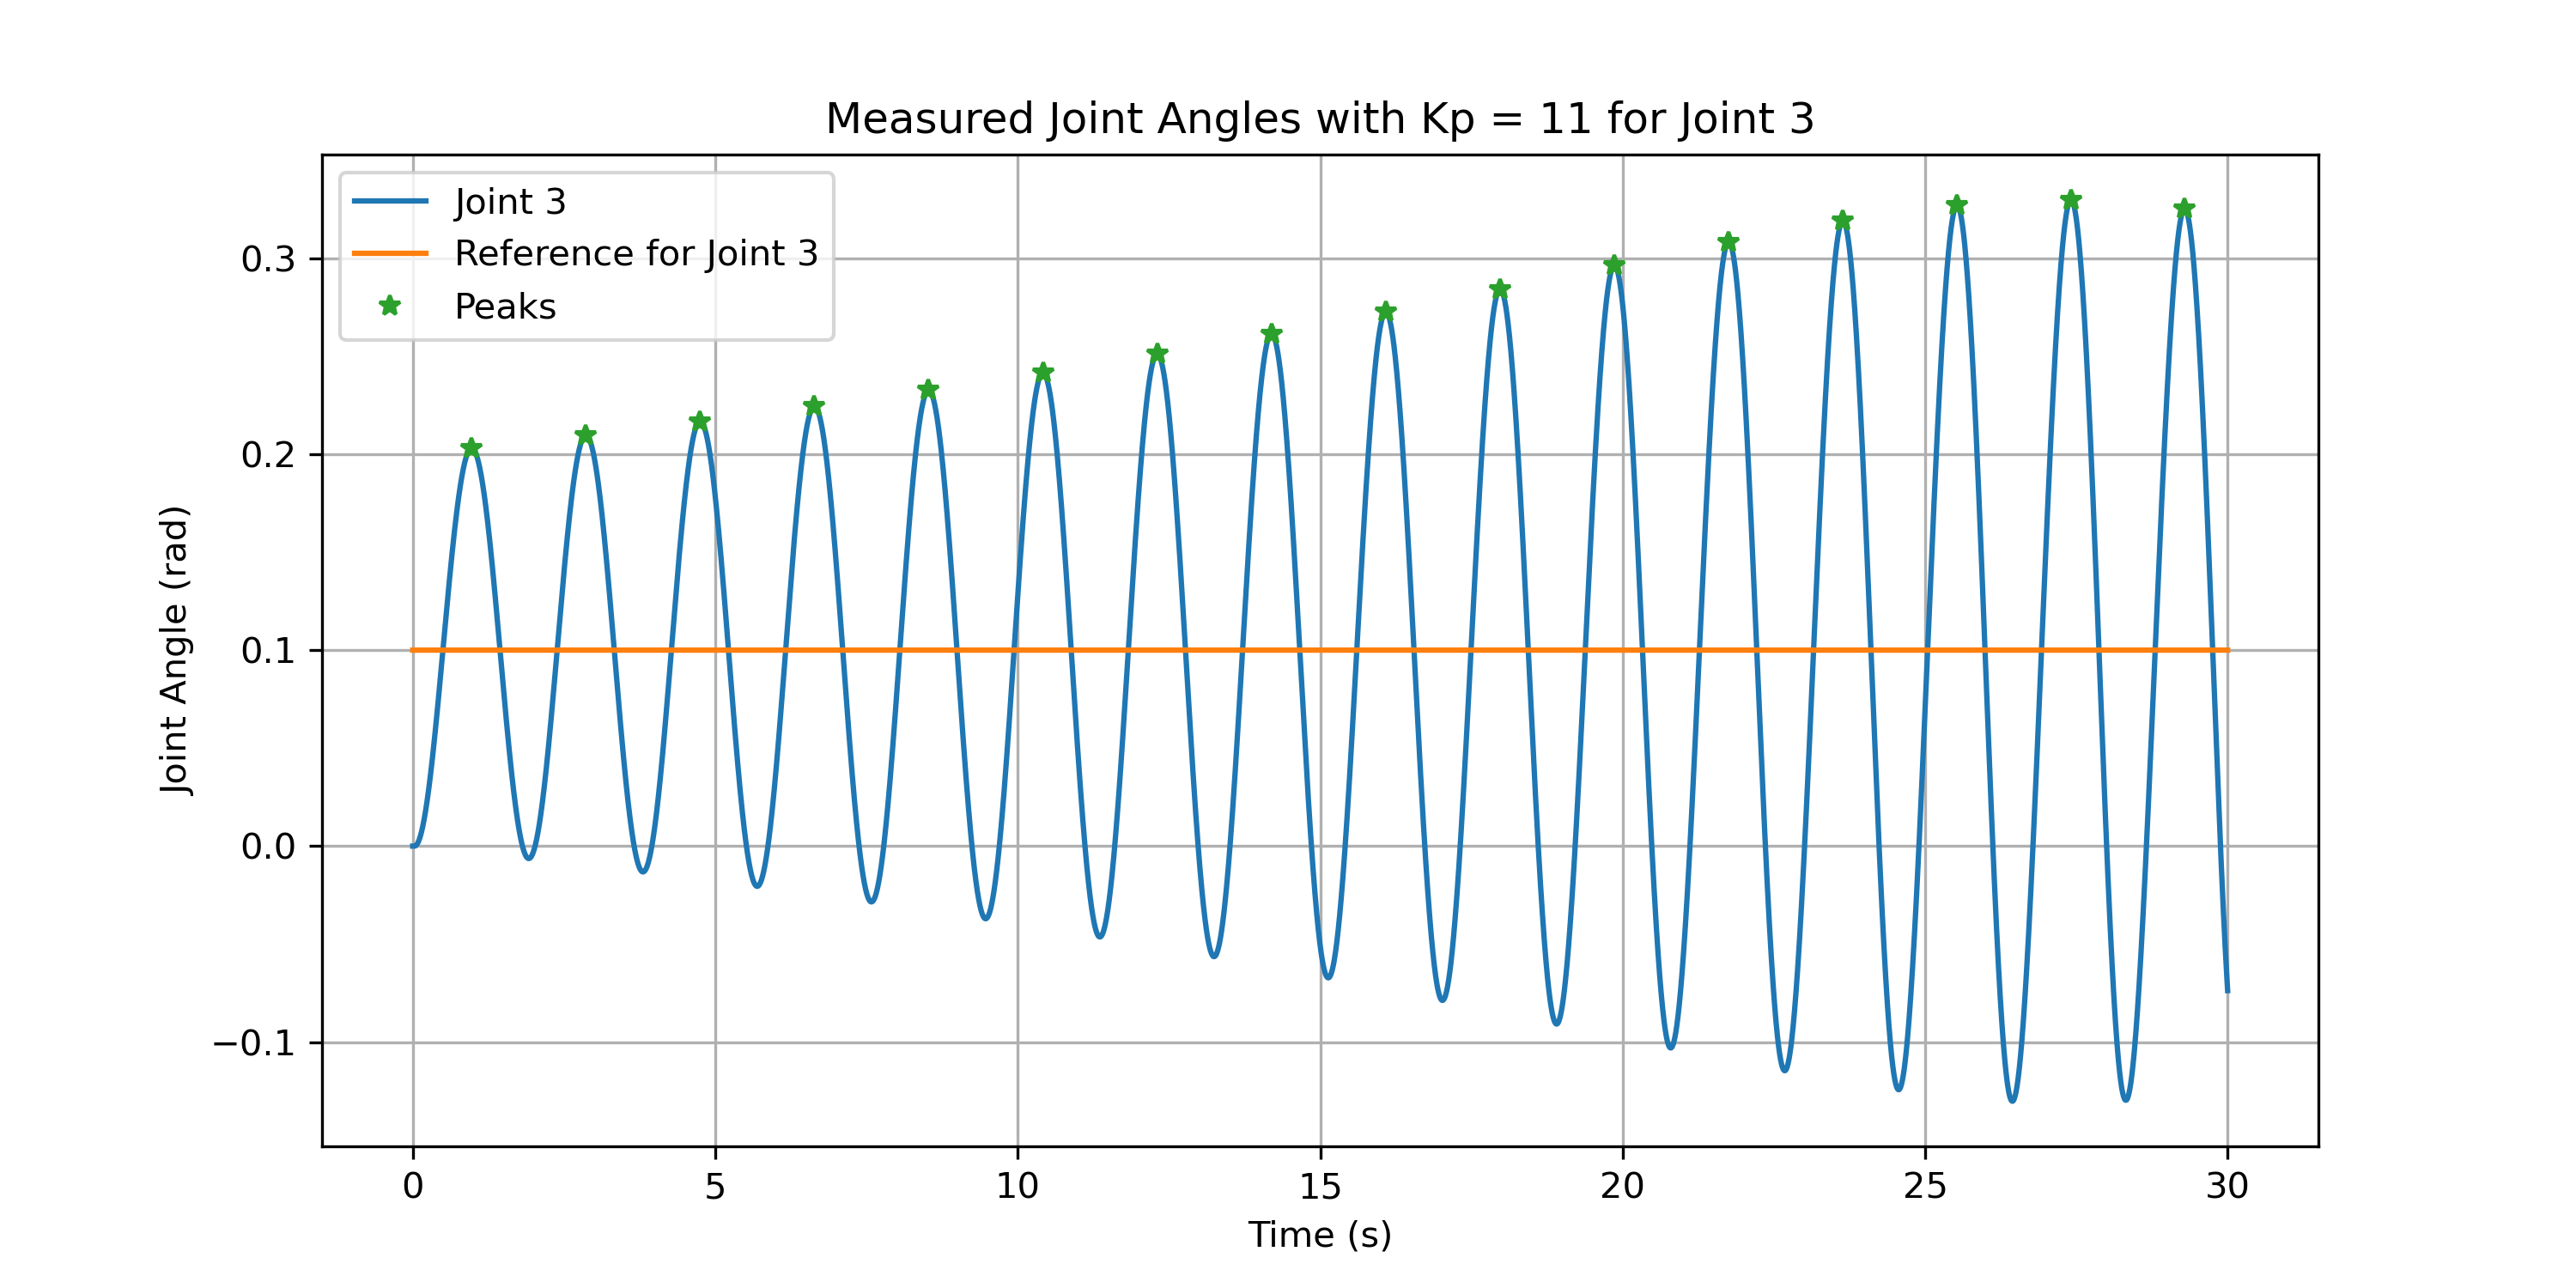 Measured Joint Angles with Kp = 11 for Joint 3
Joint 3
Reference for Joint 3
Peaks
Joint Angle (rad)
0.3
0.2
0.1
0.0
−0.1
0 5 10 15 20 25 30
Time (s)